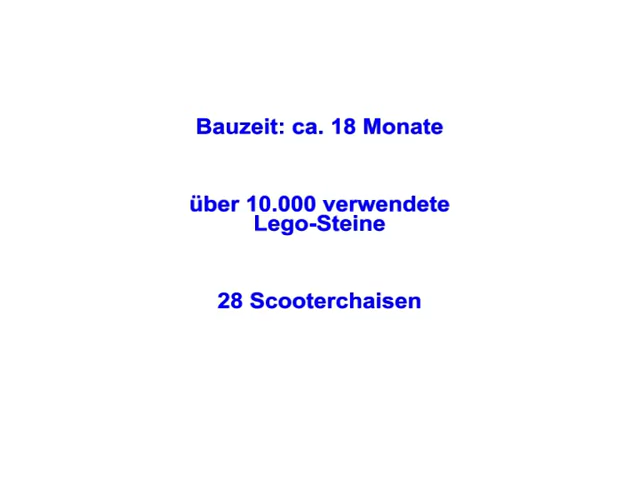 Bauzeit: ca. 18 Monate
über 10.000 verwendete
Lego-Steine
28 Scooterchaisen